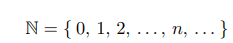 ℕ = { 0, 1, 2, …, n, … }